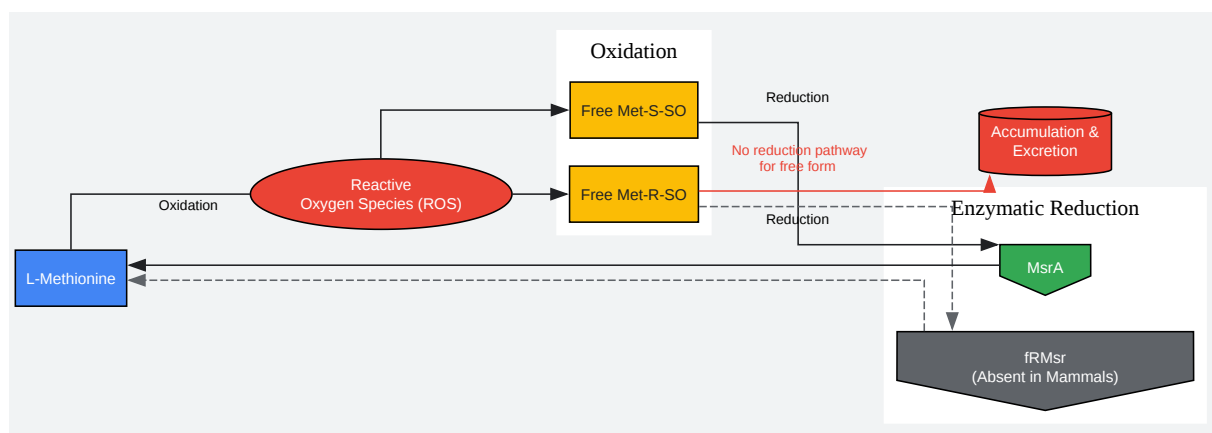 Oxidation
Free Met-S-SO
Reduction
No reduction pathway
for free form
Accumulation &
Excretion
Reactive
Oxygen Species (ROS)
Free Met-R-SO
Oxidation
Reduction
Enzymatic Reduction
L-Methionine
MsrA
fRMsr
(Absent in Mammals)